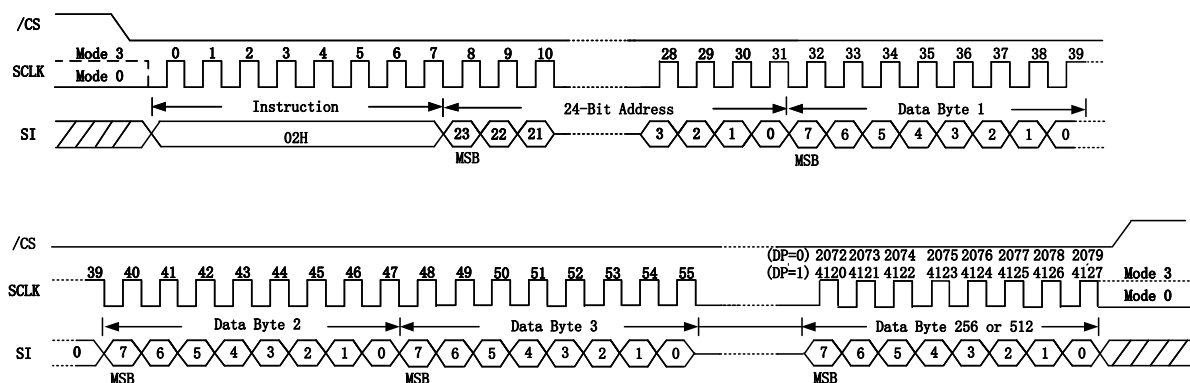 /CS
Mode 3 0 1 2 3 4 5 6 7 8 9 10 28 29 30 31 32 33 34 35 36 37 38 39
SCLK
Mode 0
Instruction 24-Bit Address Data Byte 1
SI 02H 23 22 21 3 2 1 0 7 6 5 4 3 2 1 0
MSB MSB
/CS
(DP=0) 2072 2073 2074 2075 2076 2077 2078 2079
39 40 41 42 43 44 45 46 47 48 49 50 51 52 53 54 55 (DP=1) 4120 4121 4122 4123 4124 4125 4126 4127 Mode 3
SCLK
Mode 0
Data Byte 2 Data Byte 3 Data Byte 256 or 512
SI 0 7 6 5 4 3 2 1 0 7 6 5 4 3 2 1 0 7 6 5 4 3 2 1 0
MSB MSB MSB